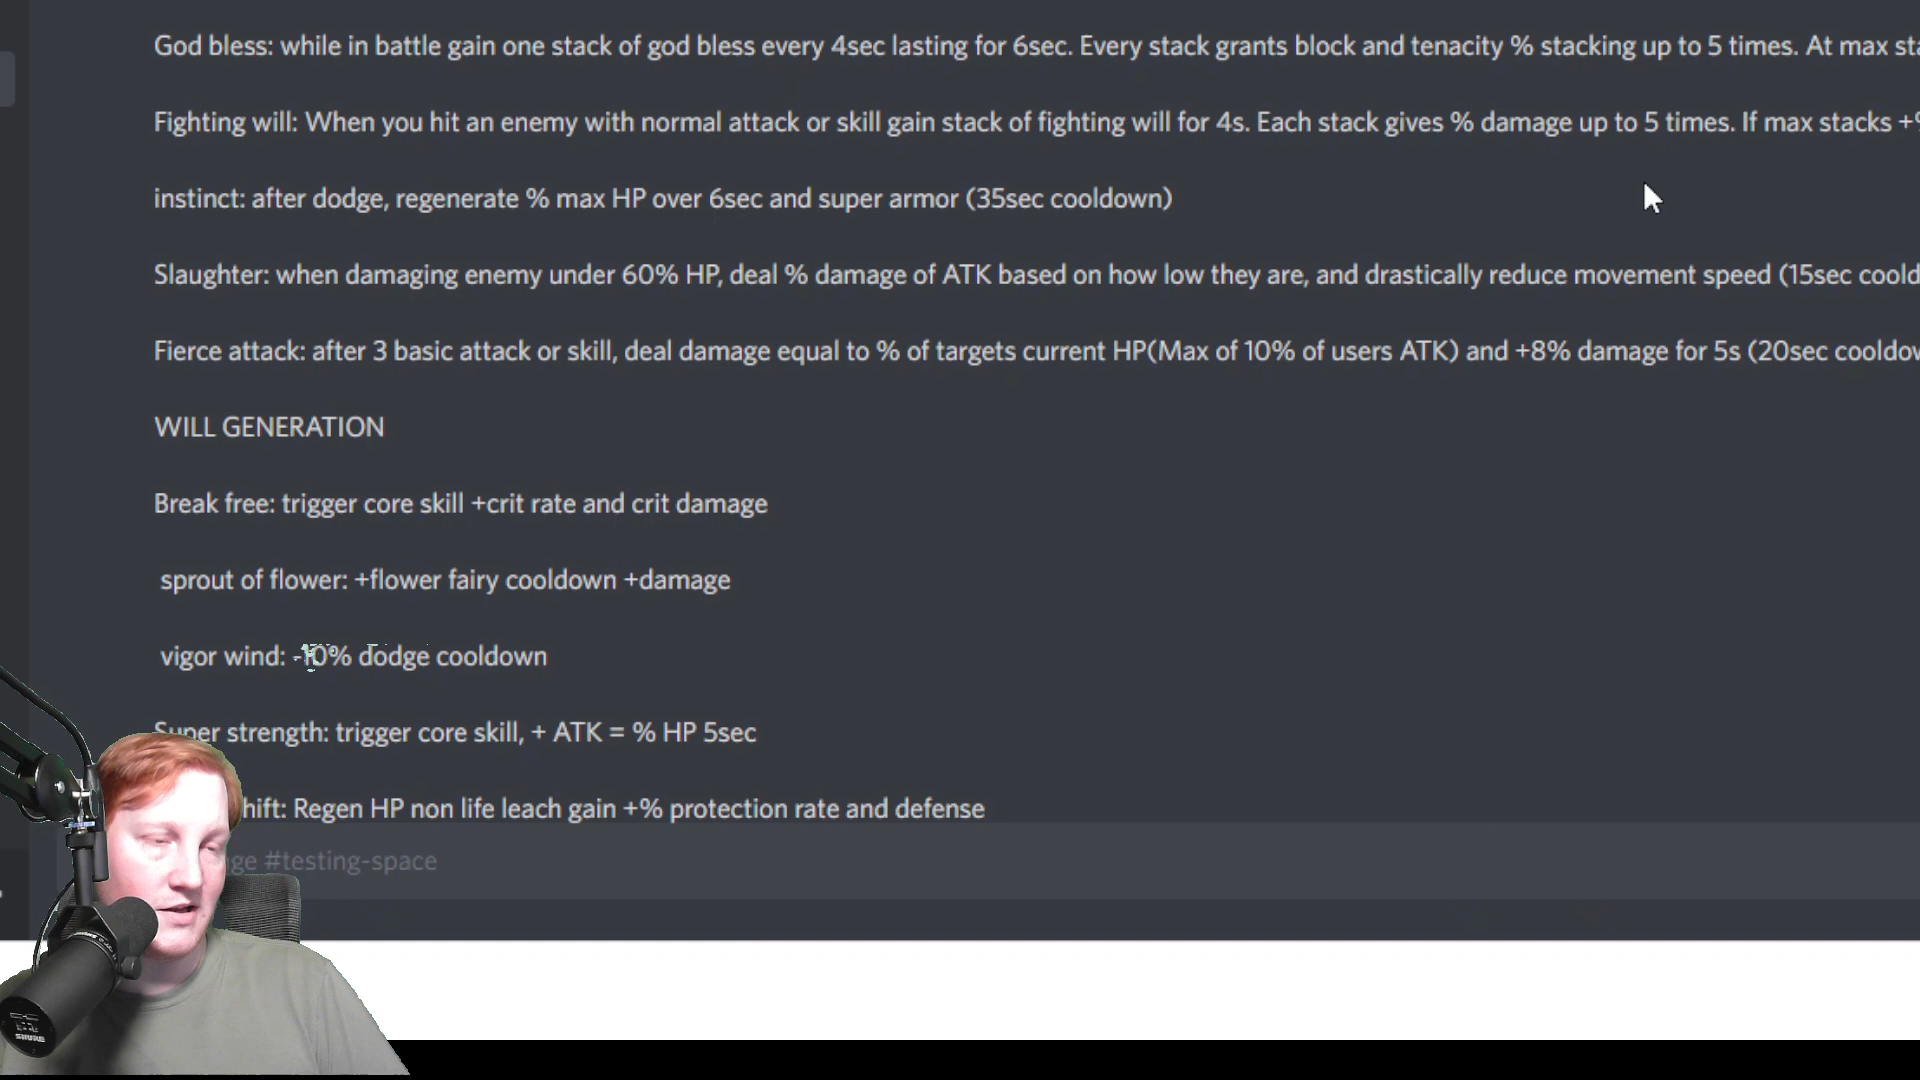 God bless: while in battle gain one stack of god bless every 4sec lasting for 6sec. Every stack grants block and tenacity % stacking up to 5 times. At max
Fighting will: When you hit an enemy with normal attack or skill gain stack of fighting will for 4s. Each stack gives % damage up to 5 times. If max stacks
instinct: after dodge, regenerate % max HP over 6sec and super armor (35sec cooldown)
Slaughter: when damaging enemy under 60% HP, deal % damage of ATK based on how low they are, and drastically reduce movement speed (15sec
Fierce attack: after 3 basic attack or skill, deal damage equal to % of targets current HP(Max of 10% of users ATK) and +8% damage for 5s (20sec
WILL GENERATION
Break free: trigger core skill +crit rate and crit damage
sprout of flower: +flower fairy cooldown +damage
vigor wind: -10% dodge cooldown
Super strength: trigger core skill, + ATK = % HP 5sec
Regen HP non life leach gain +% protection rate and defense
#testing-space
SHURE